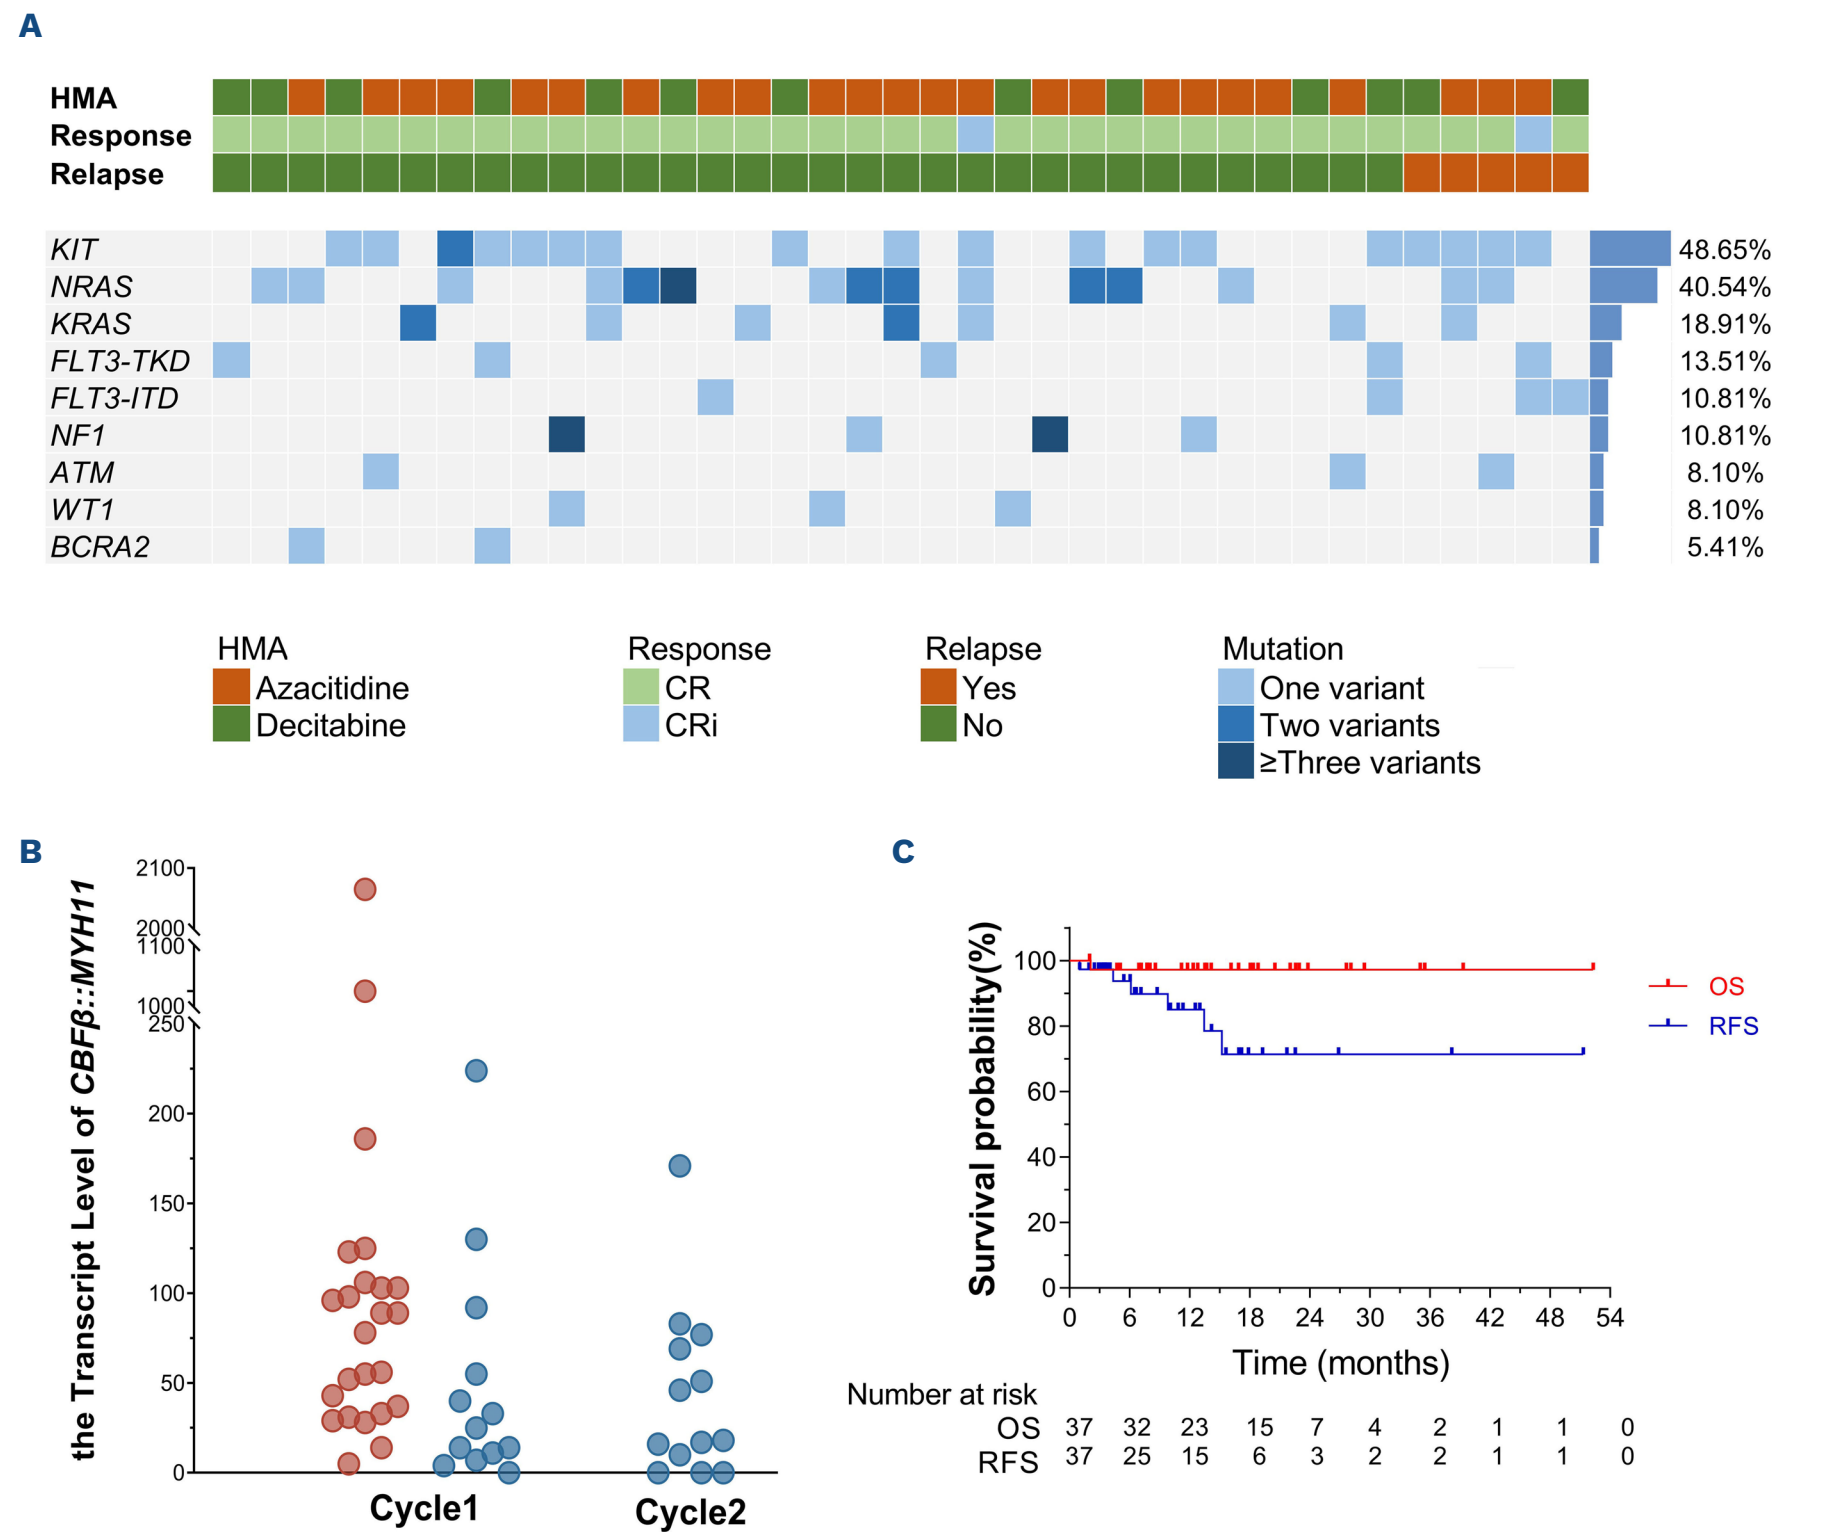 A
HMA
Response
Relapse
KIT 48.65%
NRAS 40.54%
KRAS 18.91%
FLT3-TKD 13.51%
FLT3-ITD 10.81%
NF1 10.81%
ATM 8.10%
WT1 8.10%
BCRA2 5.41%
HMA Response Relapse Mutation
Azacitidine CR Yes One variant
Decitabine CRi No Two variants
≥Three variants
B
the Transcript Level of CBFβ::MYH11
2100
2000
1100
1000
250
200
150
100
50
0
Cycle1 Cycle2
C
Survival probability(%)
100
80
60
40
20
0
0 6 12 18 24 30 36 42 48 54
Time (months)
OS
RFS
Number at risk
OS 37 32 23 15 7 4 2 1 1 0
RFS 37 25 15 6 3 2 2 1 1 0